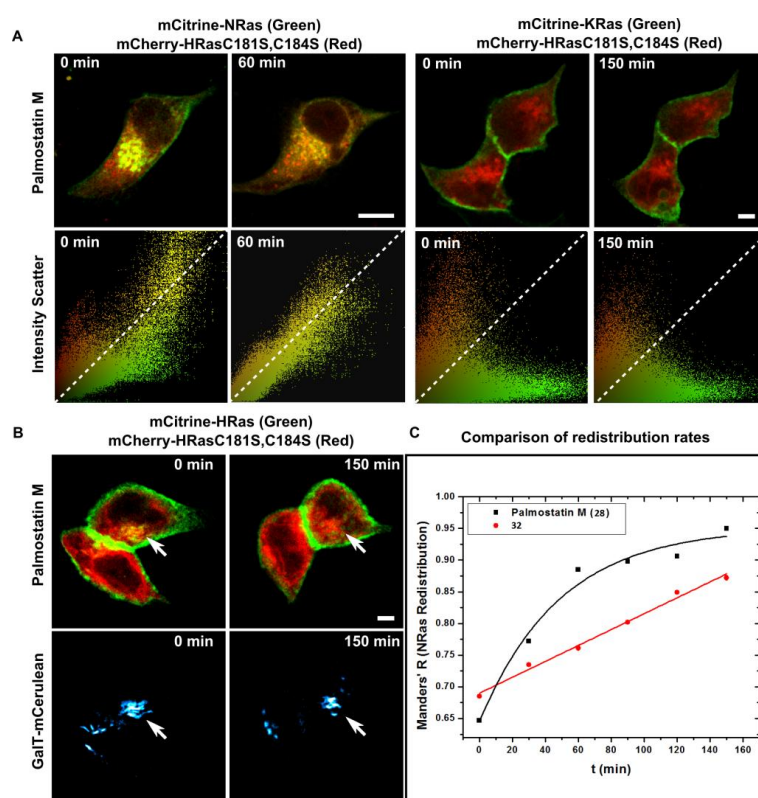 A
mCitrine-NRas (Green)
mCherry-HRasC181S,C184S (Red)
mCitrine-KRas (Green)
mCherry-HRasC181S,C184S (Red)
Palmostatin M
0 min
60 min
0 min
150 min
Intensity Scatter
0 min
60 min
0 min
150 min
B
mCitrine-HRas (Green)
mCherry-HRasC181S,C184S (Red)
Palmostatin M
0 min
150 min
GalT-mCerulean
0 min
150 min
C
Comparison of redistribution rates
Palmostatin M (28)
32
Manders' R (NRas Redistribution)
1.00
0.95
0.90
0.85
0.80
0.75
0.70
0.65
0 20 40 60 80 100 120 140 160
t (min)